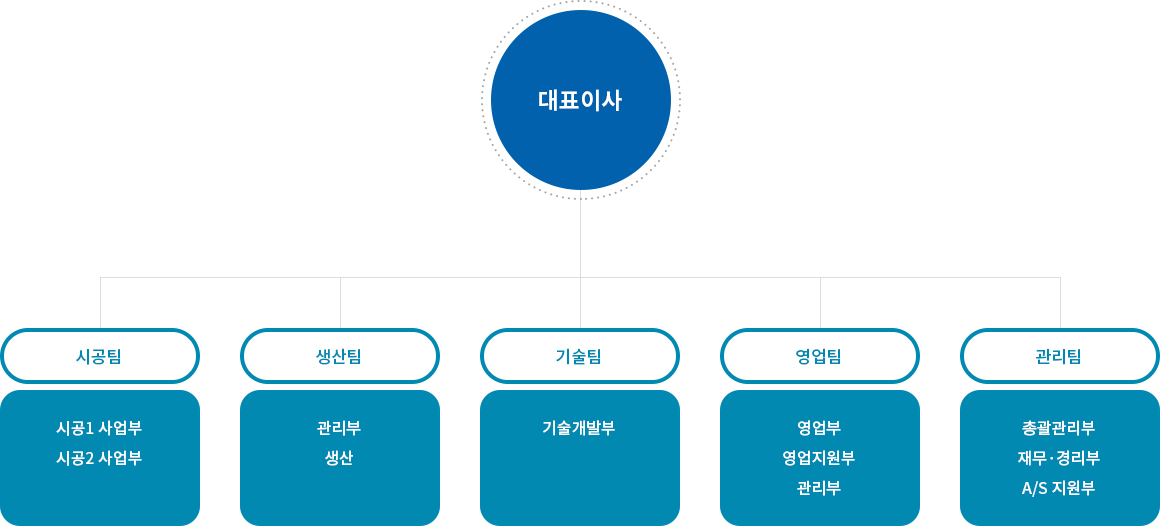 대표이사
시공팀
생산팀
기술팀
영업팀
관리팀
시공1 사업부
시공2 사업부
관리부
생산
기술개발부
영업부
영업지원부
관리부
총괄관리부
재무·경리부
A/S 지원부